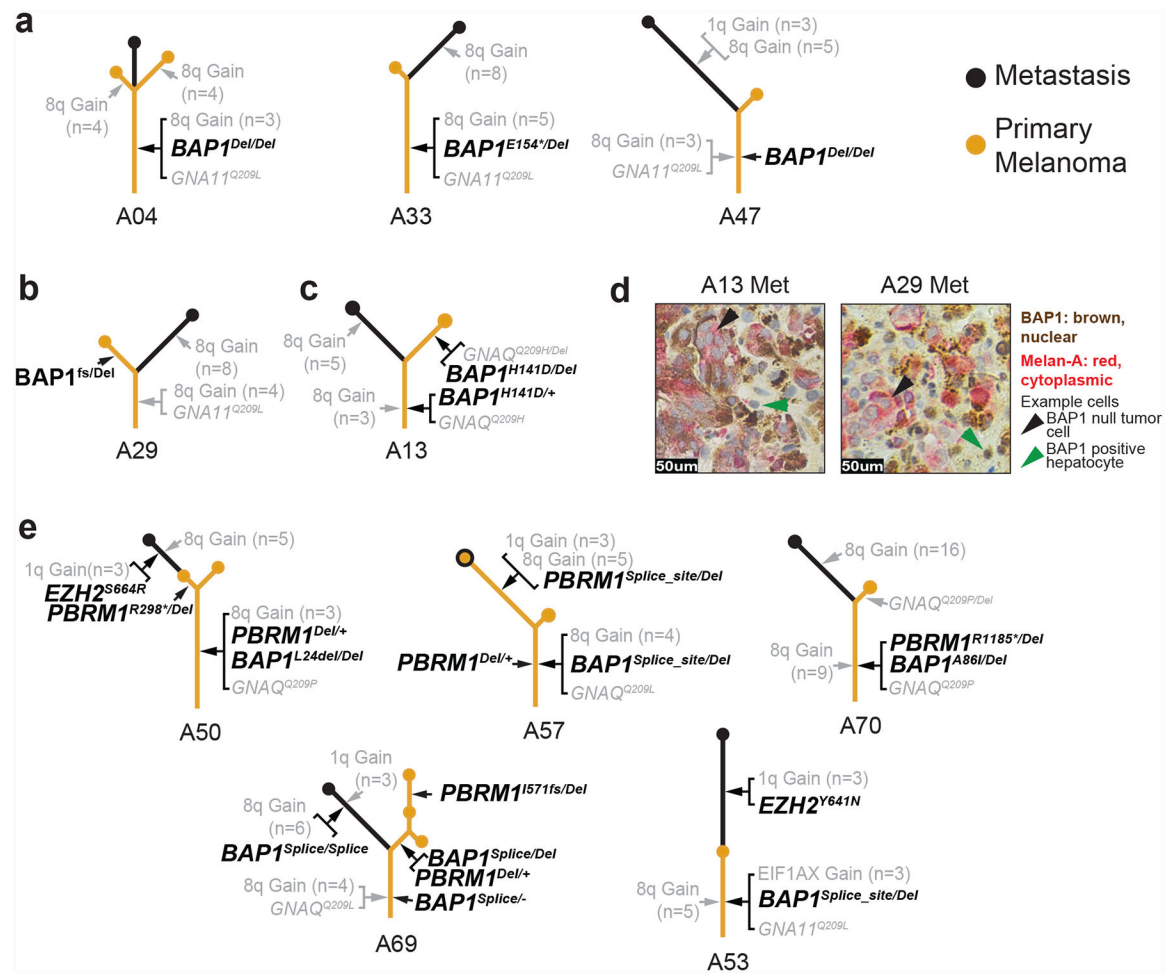 a
8q Gain
(n=4)
8q Gain
(n=4)
8q Gain (n=3)
BAP1Del/Del
GNA11Q209L
A04
8q Gain
(n=8)
8q Gain (n=5)
BAP1E154*/Del
GNA11Q209L
A33
1q Gain (n=3)
8q Gain (n=5)
8q Gain (n=3)
GNA11Q209L
BAP1Del/Del
A47
Metastasis
Primary
Melanoma
b
BAP1fs/Del
8q Gain
(n=8)
8q Gain (n=4)
GNA11Q209L
A29
c
8q Gain
(n=5)
GNAQQ209H/Del
BAP1H141D/Del
BAP1H141D/+
8q Gain
(n=3)
GNAQQ209H
A13
d
A13 Met
A29 Met
50um
50um
BAP1: brown,
nuclear
Melan-A: red,
cytoplasmic
Example cells
BAP1 null tumor
cell
BAP1 positive
hepatocyte
e
8q Gain (n=5)
1q Gain(n=3)
EZH2S664R
PBRM1R298*/Del
8q Gain (n=3)
PBRM1Del/+
BAP1L24del/Del
GNAQQ209P
A50
1q Gain (n=3)
8q Gain (n=5)
PBRM1Splice_site/Del
PBRM1Del/+
8q Gain (n=4)
BAP1Splice_site/Del
GNAQQ209L
A57
8q Gain (n=16)
GNAQQ209P/Del
8q Gain
(n=9)
PBRM1R1185*/Del
BAP1A86I/Del
GNAQQ209P
A70
1q Gain
(n=3)
8q Gain
(n=6)
BAP1Splice/Splice
PBRM1I571fs/Del
BAP1Splice/Del
PBRM1Del/+
BAP1Splice/-
8q Gain (n=4)
GNAQQ209L
A69
1q Gain (n=3)
EZH2Y641N
8q Gain
(n=5)
EIF1AX Gain (n=3)
BAP1Splice_site/Del
GNA11Q209L
A53